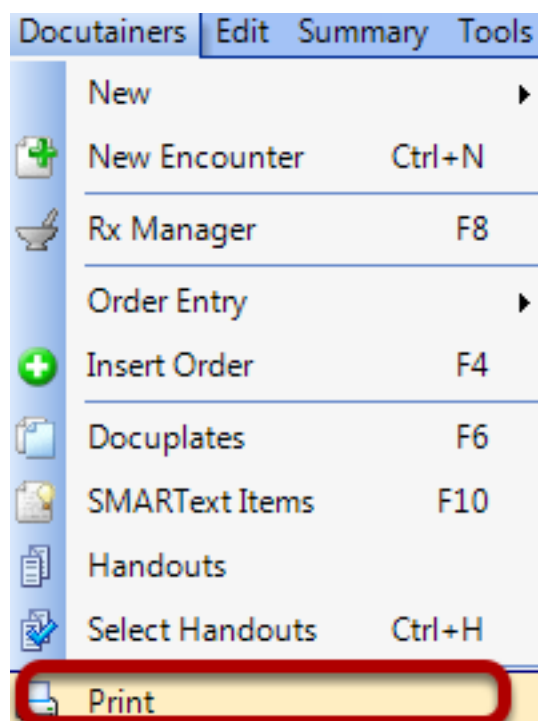 Docutainers Edit Summary Tools
New
New Encounter Ctrl+N
Rx Manager F8
Order Entry
Insert Order F4
Docuplates F6
SMARText Items F10
Handouts
Select Handouts Ctrl+H
Print